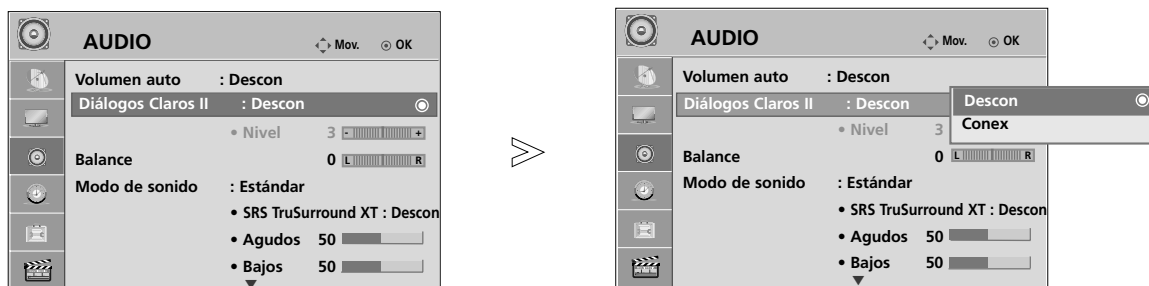 AUDIO
Mov. OK
Volumen auto : Descon
Diálogos Claros II : Descon
• Nivel 3 - +
Balance 0 L R
Modo de sonido : Estándar
• SRS TruSurround XT : Descon
• Agudos 50
• Bajos 50
AUDIO
Mov. OK
Volumen auto : Descon
Diálogos Claros II : Descon
Descon
Conex
• Nivel 3
Balance 0 L R
Modo de sonido : Estándar
• SRS TruSurround XT : Descon
• Agudos 50
• Bajos 50